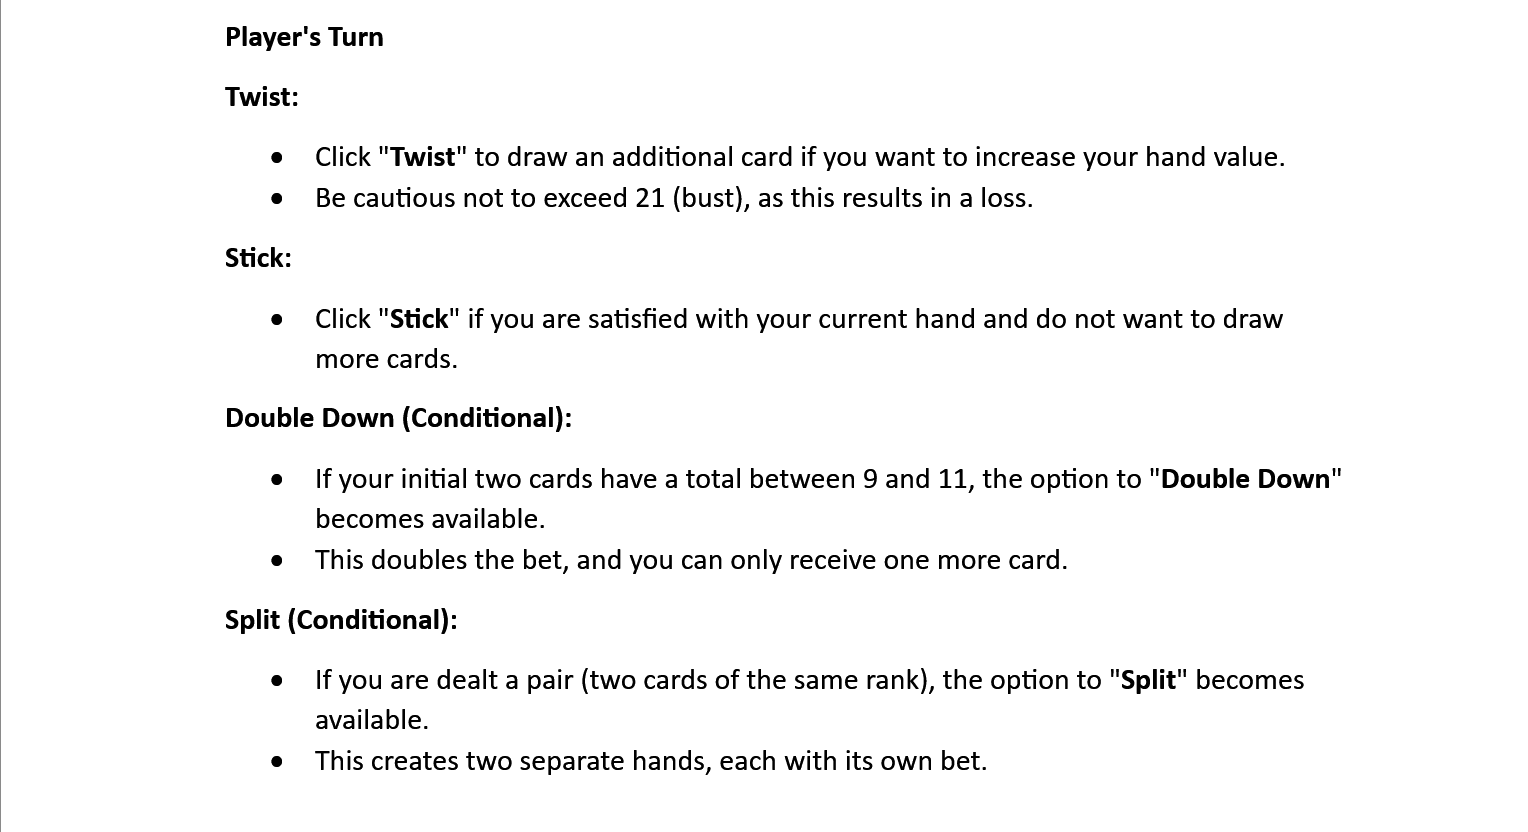 Player's Turn
Twist:
• Click "Twist" to draw an additional card if you want to increase your hand value.
• Be cautious not to exceed 21 (bust), as this results in a loss.
Stick:
• Click "Stick" if you are satisfied with your current hand and do not want to draw
more cards.
Double Down (Conditional):
• If your initial two cards have a total between 9 and 11, the option to "Double Down"
becomes available.
• This doubles the bet, and you can only receive one more card.
Split (Conditional):
• If you are dealt a pair (two cards of the same rank), the option to "Split" becomes
available.
• This creates two separate hands, each with its own bet.